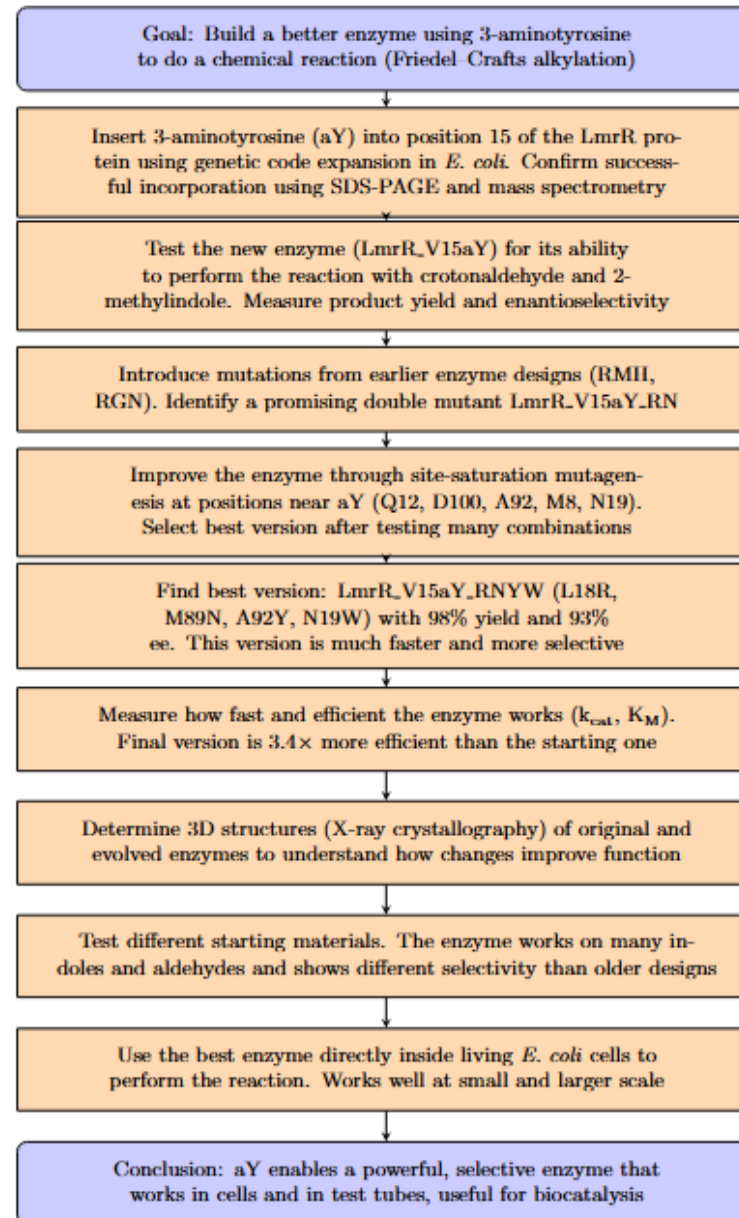 Goal: Build a better enzyme using 3-aminotyrosine
to do a chemical reaction (Friedel–Crafts alkylation)
Insert 3-aminotyrosine (aY) into position 15 of the LmrR pro-
tein using genetic code expansion in E. coli. Confirm success-
ful incorporation using SDS-PAGE and mass spectrometry
Test the new enzyme (LmrR_V15aY) for its ability
to perform the reaction with crotonaldehyde and 2-
methylindole. Measure product yield and enantioselectivity
Introduce mutations from earlier enzyme designs (RMH,
RGN). Identify a promising double mutant LmrR_V15aY_RN
Improve the enzyme through site-saturation mutagen-
esis at positions near aY (Q12, D100, A92, M8, N19).
Select best version after testing many combinations
Find best version: LmrR_V15aY_RNYW (L18R,
M89N, A92Y, N19W) with 98% yield and 93%
ee. This version is much faster and more selective
Measure how fast and efficient the enzyme works (kcat, KM).
Final version is 3.4× more efficient than the starting one
Determine 3D structures (X-ray crystallography) of original and
evolved enzymes to understand how changes improve function
Test different starting materials. The enzyme works on many in-
doles and aldehydes and shows different selectivity than older designs
Use the best enzyme directly inside living E. coli cells to
perform the reaction. Works well at small and larger scale
Conclusion: aY enables a powerful, selective enzyme that
works in cells and in test tubes, useful for biocatalysis